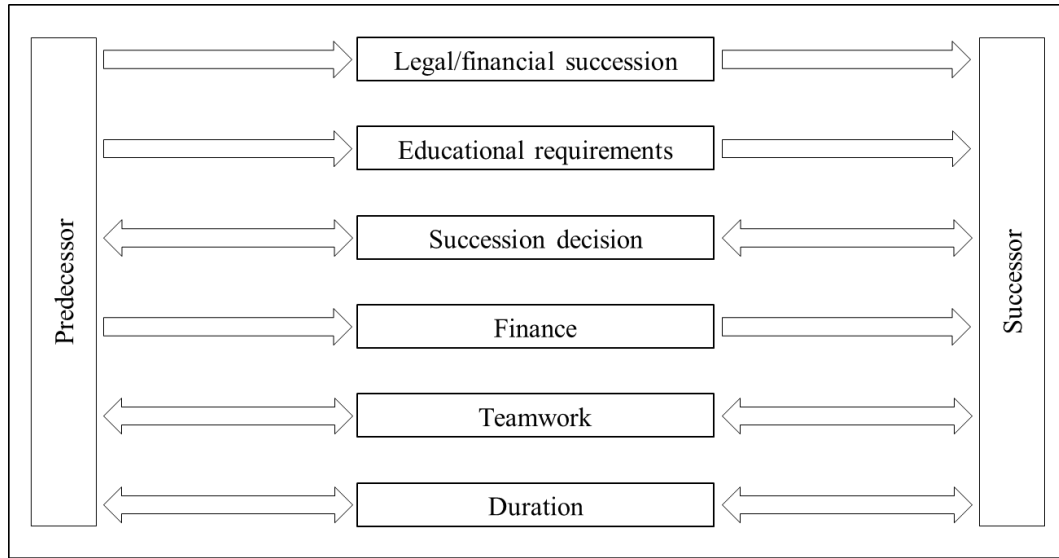 Predecessor
Legal/financial succession
Educational requirements
Succession decision
Finance
Teamwork
Duration
Successor